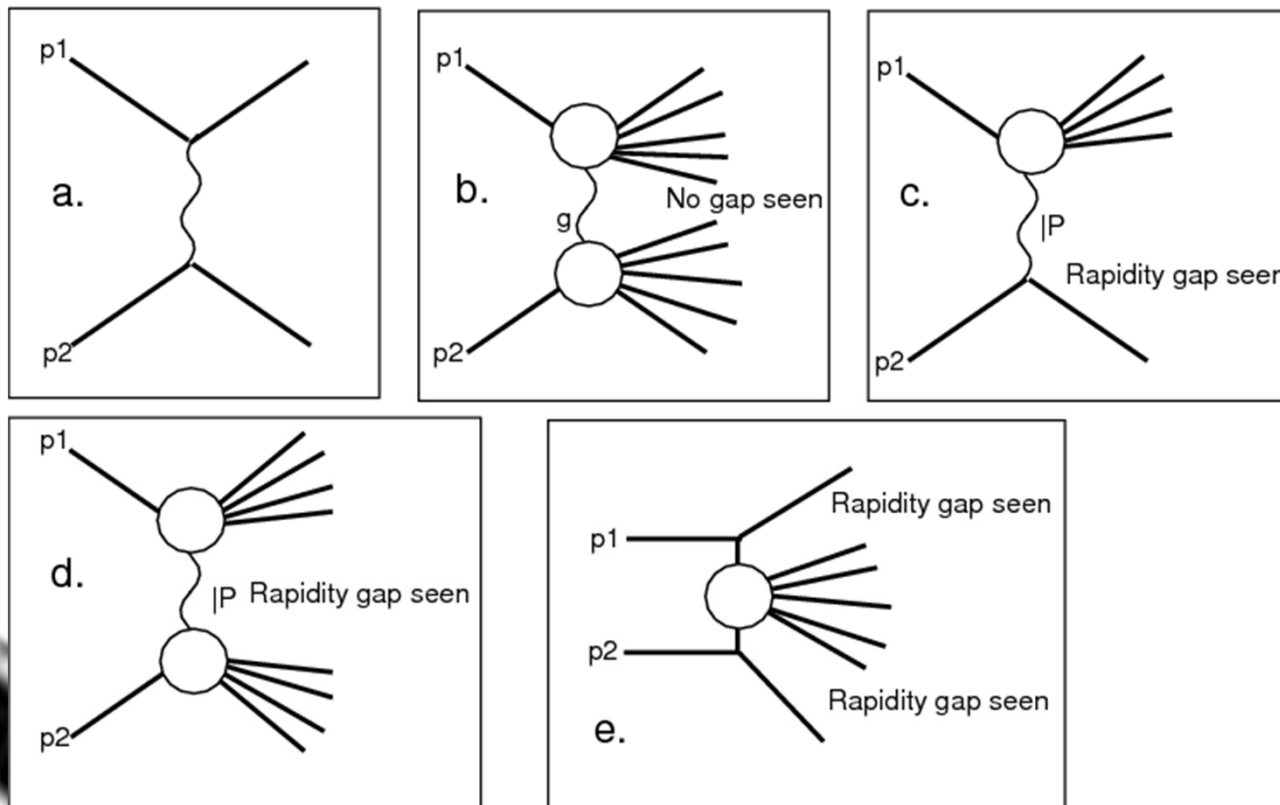 p1
a.
p2
p1
b.
No gap seen
g
p2
p1
c.
|P
Rapidity gap seen
p2
p1
d.
|P Rapidity gap seen
p2
Rapidity gap seen
p1
p2
Rapidity gap seen
e.